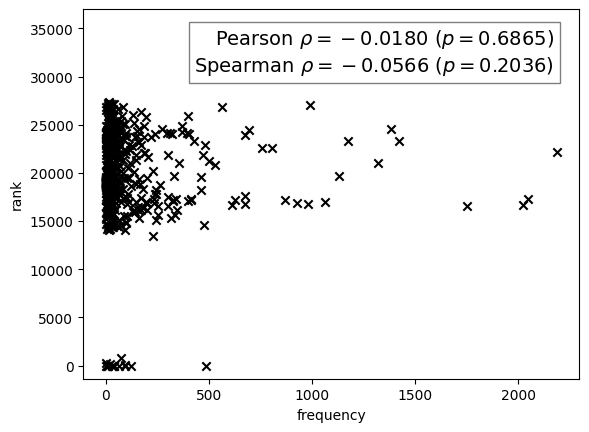 Pearson ρ = −0.0180 (p = 0.6865)
Spearman ρ = −0.0566 (p = 0.2036)
35000
30000
25000
20000
15000
10000
5000
0
rank
0 500 1000 1500 2000
frequency